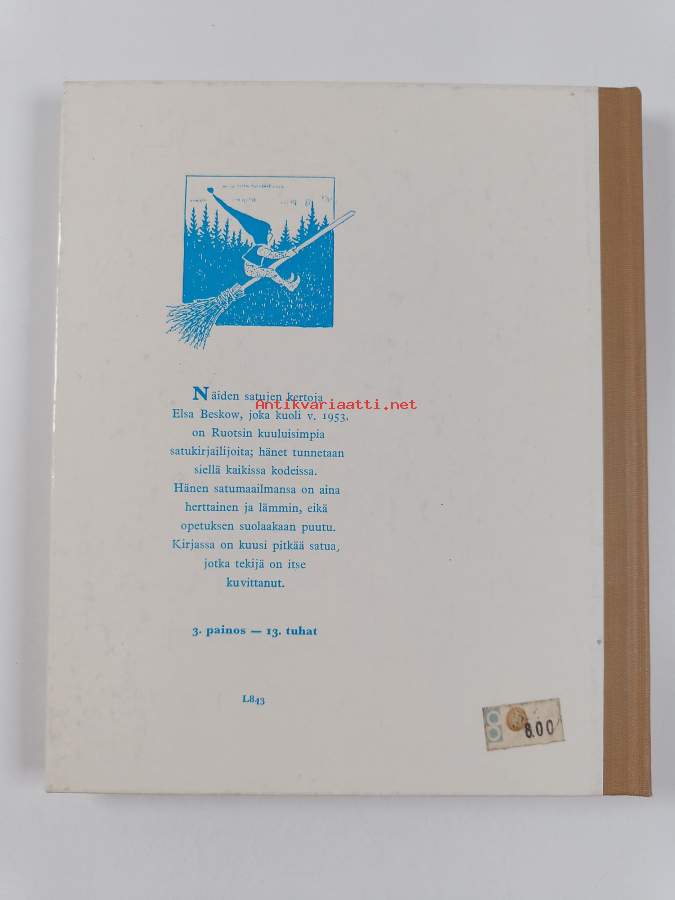 Näiden satujen kertoja
Antikvariaatti.net
Elsa Beskow, joka kuoli v. 1953,
on Ruotsin kuuluisimpia
satukirjailijoita; hänet tunnetaan
siellä kaikissa kodeissa.
Hänen satumaailmansa on aina
herttainen ja lämmin, eikä
opetuksen suolaakaan puutu.
Kirjassa on kuusi pitkää satua,
jotka tekijä on itse
kuvittanut.
3. painos — 13. tuhat
L843
8.00